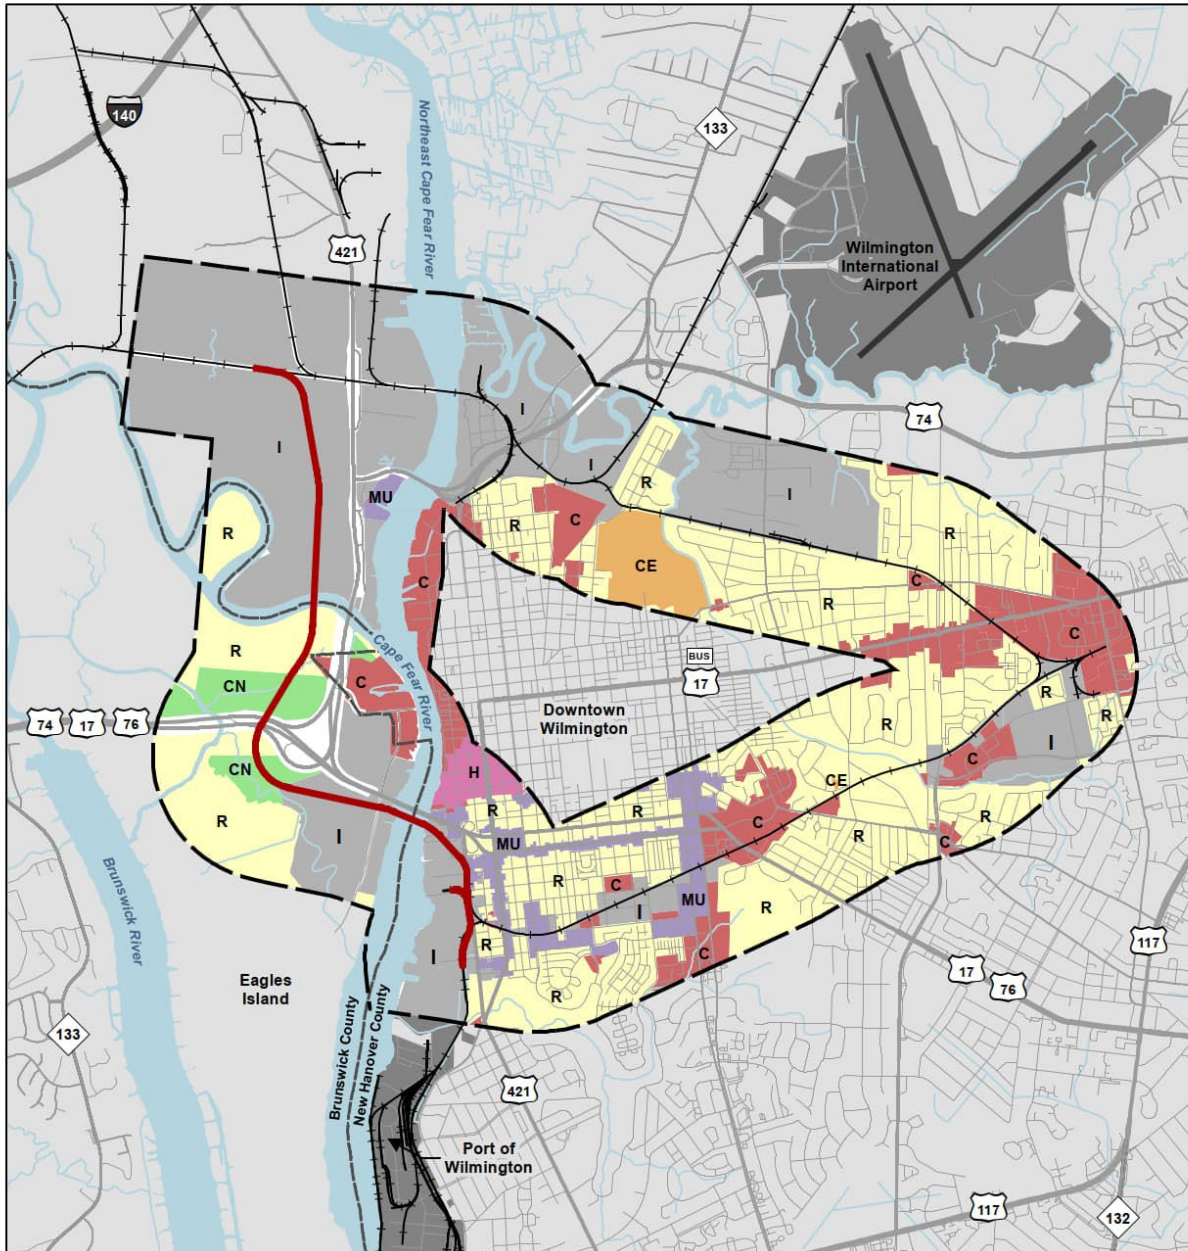 140
133
Northeast Cape Fear River
421
Wilmington
International
Airport
74
I
I
I
I
MU
R
R
C
CE
R
R
C
R
C
R
C
Cape Fear River
CN
C
BUS
17
R
R
74
17
76
Downtown
Wilmington
R
I
CN
H
C
CE
R
R
R
R
C
R
C
I
MU
R
C
I
MU
R
117
R
I
C
17
76
Brunswick River
Eagles
Island
R
Brunswick County
New Hanover County
133
421
Port of
Wilmington
117
132